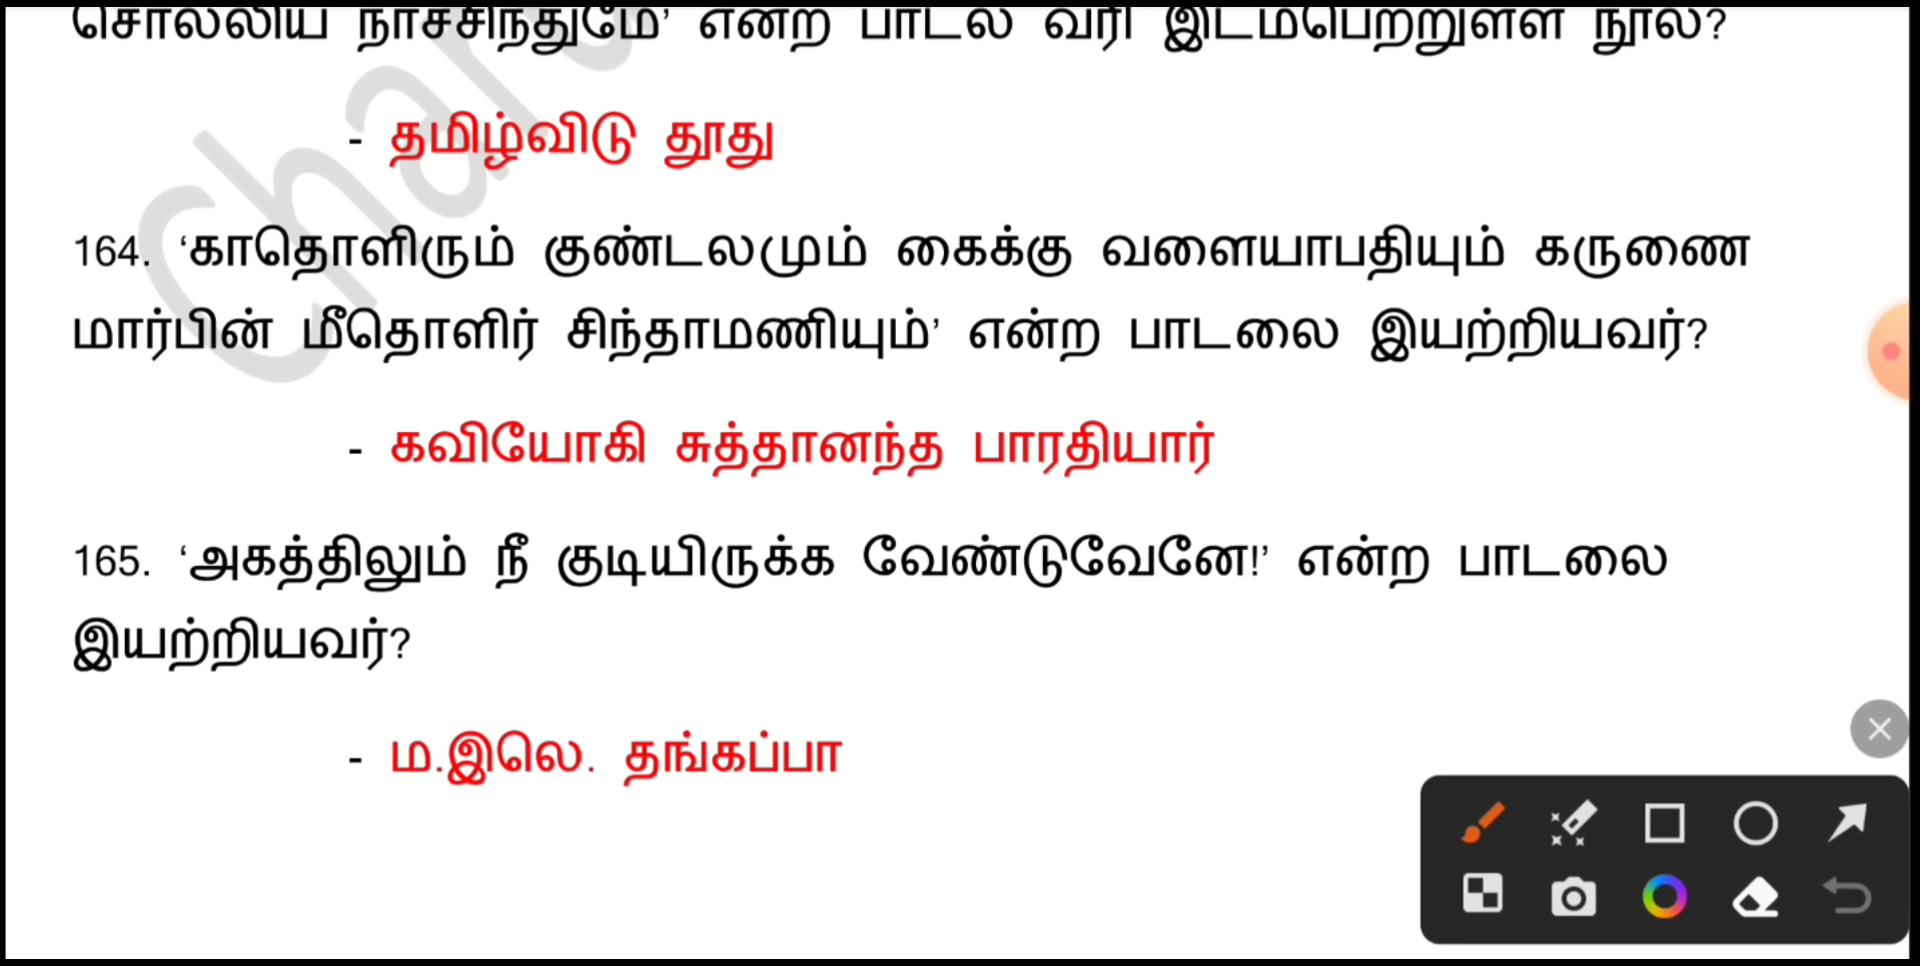 சொல்லிய நாச்சிந்துமே’ என்ற பாடல் வரி இடம்பெற்றுள்ள நூல்?
- தமிழ்விடு தூது
164. ‘காதொளிரும் குண்டலமும் கைக்கு வளையாபதியும் கருணை
மார்பின் மீதொளிர் சிந்தாமணியும்’ என்ற பாடலை இயற்றியவர்?
- கவியோகி சுத்தானந்த பாரதியார்
165. ‘அகத்திலும் நீ குடியிருக்க வேண்டுவேனே!’ என்ற பாடலை
இயற்றியவர்?
- ம.இலெ. தங்கப்பா